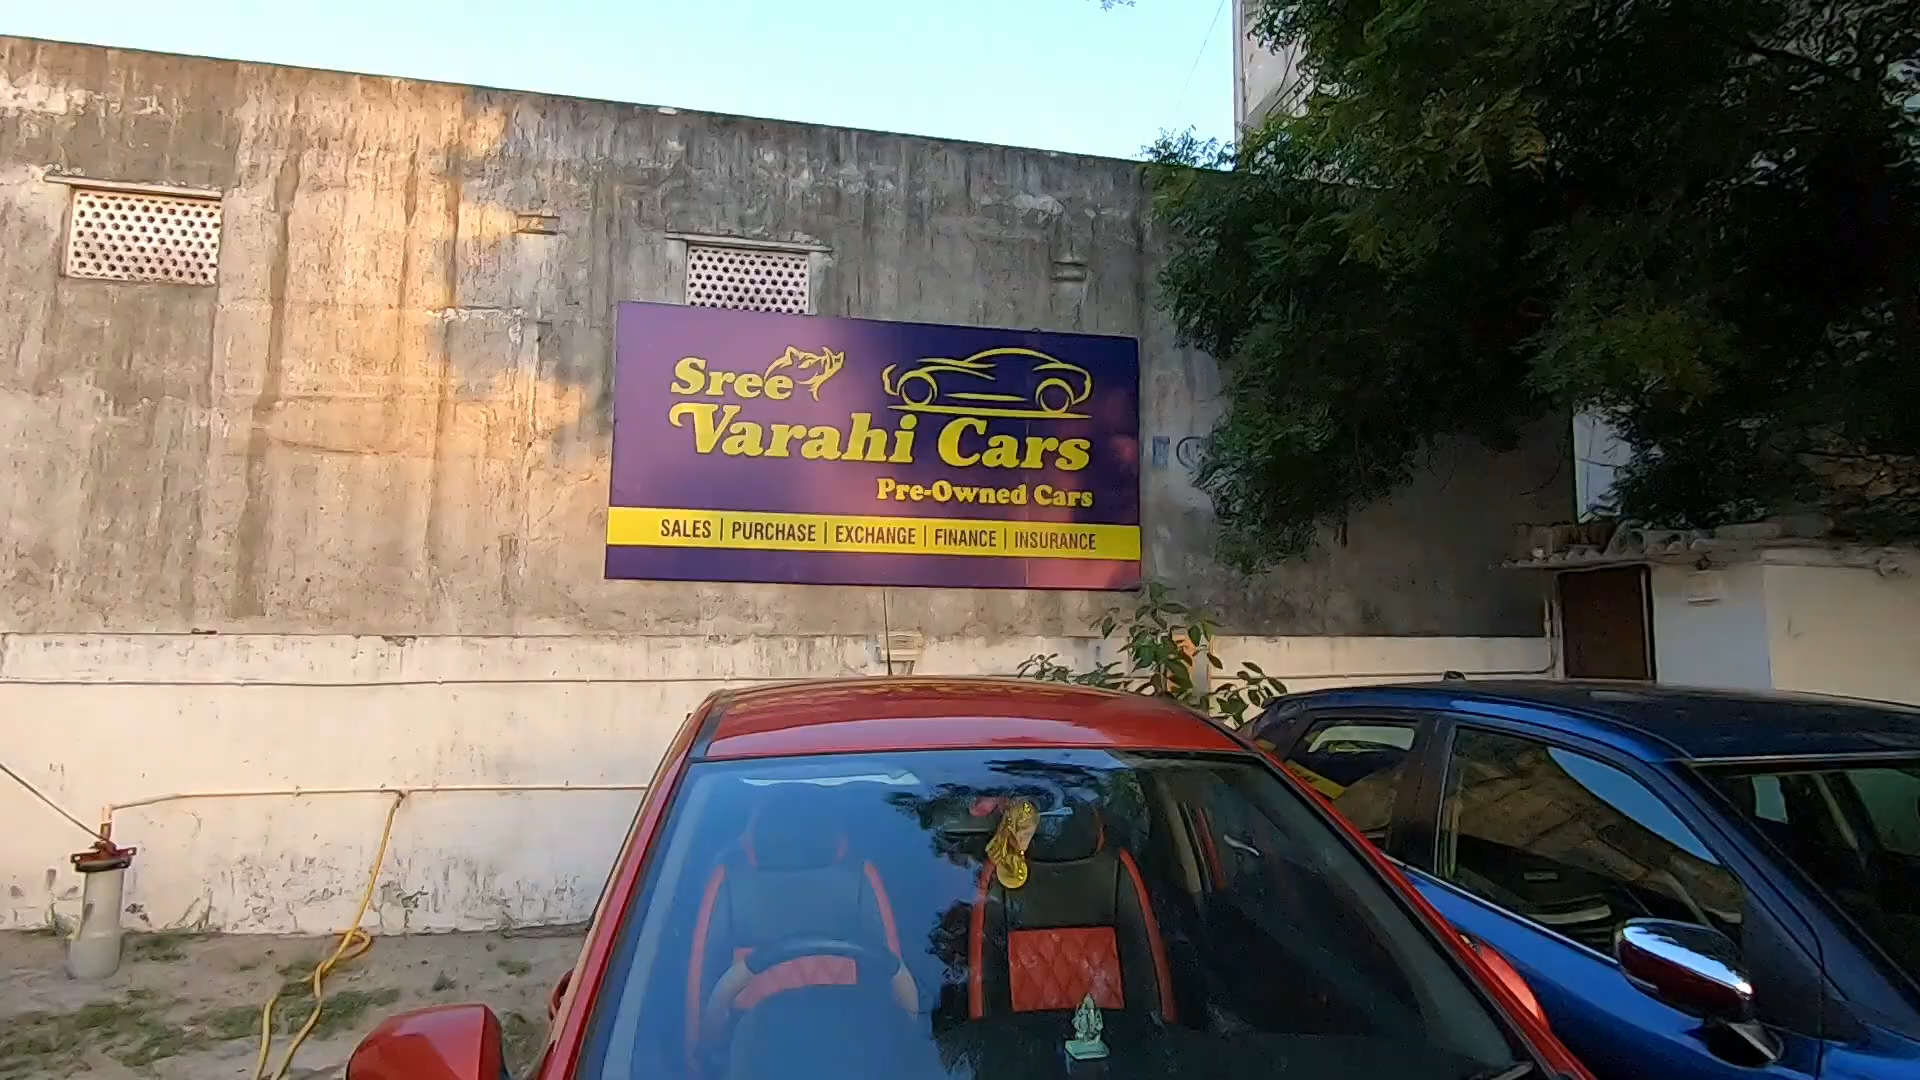 Sree
Varahi Cars
Pre-Owned Cars
SALES | PURCHASE | EXCHANGE | FINANCE | INSURANCE